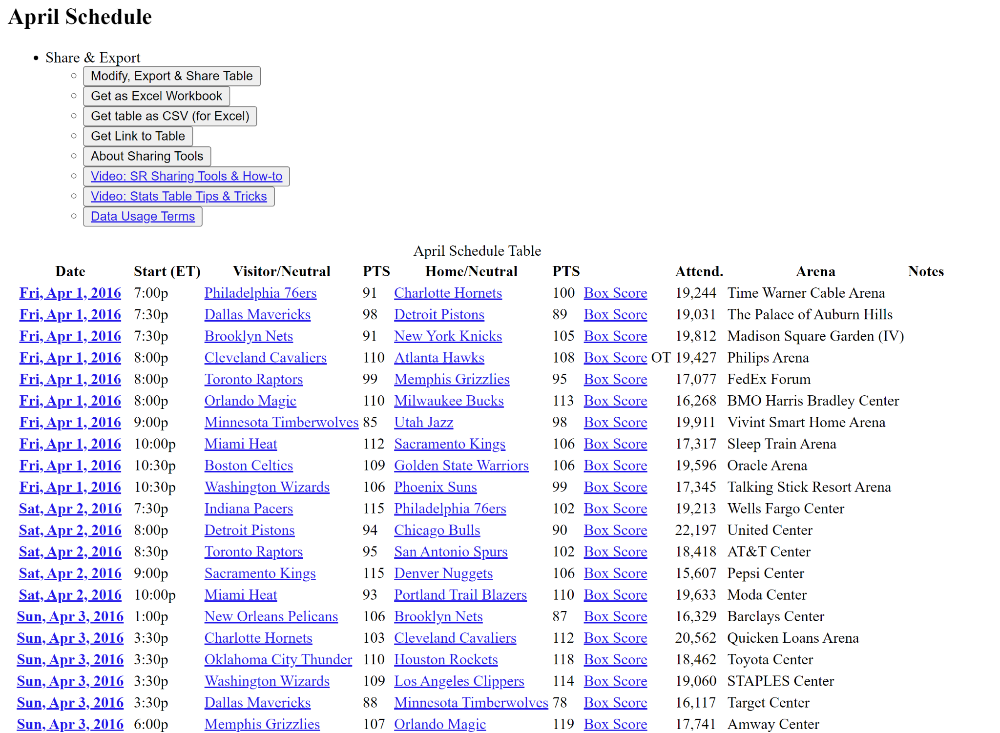 April Schedule
Share & Export
Modify, Export & Share Table
Get as Excel Workbook
Get table as CSV (for Excel)
Get Link to Table
About Sharing Tools
Video: SR Sharing Tools & How-to
Video: Stats Table Tips & Tricks
Data Usage Terms
April Schedule Table
Date Start (ET) Visitor/Neutral PTS Home/Neutral PTS Attend. Arena Notes
Fri, Apr 1, 2016 7:00p Philadelphia 76ers 91 Charlotte Hornets 100 Box Score 19,244 Time Warner Cable Arena
Fri, Apr 1, 2016 7:30p Dallas Mavericks 98 Detroit Pistons 89 Box Score 19,031 The Palace of Auburn Hills
Fri, Apr 1, 2016 7:30p Brooklyn Nets 91 New York Knicks 105 Box Score 19,812 Madison Square Garden (IV)
Fri, Apr 1, 2016 8:00p Cleveland Cavaliers 110 Atlanta Hawks 108 Box Score OT 19,427 Philips Arena
Fri, Apr 1, 2016 8:00p Toronto Raptors 99 Memphis Grizzlies 95 Box Score 17,077 FedEx Forum
Fri, Apr 1, 2016 8:00p Orlando Magic 110 Milwaukee Bucks 113 Box Score 16,268 BMO Harris Bradley Center
Fri, Apr 1, 2016 9:00p Minnesota Timberwolves 85 Utah Jazz 98 Box Score 19,911 Vivint Smart Home Arena
Fri, Apr 1, 2016 10:00p Miami Heat 112 Sacramento Kings 106 Box Score 17,317 Sleep Train Arena
Fri, Apr 1, 2016 10:30p Boston Celtics 109 Golden State Warriors 106 Box Score 19,596 Oracle Arena
Fri, Apr 1, 2016 10:30p Washington Wizards 106 Phoenix Suns 99 Box Score 17,345 Talking Stick Resort Arena
Sat, Apr 2, 2016 7:30p Indiana Pacers 115 Philadelphia 76ers 102 Box Score 19,213 Wells Fargo Center
Sat, Apr 2, 2016 8:00p Detroit Pistons 94 Chicago Bulls 90 Box Score 22,197 United Center
Sat, Apr 2, 2016 8:30p Toronto Raptors 95 San Antonio Spurs 102 Box Score 18,418 AT&T Center
Sat, Apr 2, 2016 9:00p Sacramento Kings 115 Denver Nuggets 106 Box Score 15,607 Pepsi Center
Sat, Apr 2, 2016 10:00p Miami Heat 93 Portland Trail Blazers 110 Box Score 19,633 Moda Center
Sun, Apr 3, 2016 1:00p New Orleans Pelicans 106 Brooklyn Nets 87 Box Score 16,329 Barclays Center
Sun, Apr 3, 2016 3:30p Charlotte Hornets 103 Cleveland Cavaliers 112 Box Score 20,562 Quicken Loans Arena
Sun, Apr 3, 2016 3:30p Oklahoma City Thunder 110 Houston Rockets 118 Box Score 18,462 Toyota Center
Sun, Apr 3, 2016 3:30p Washington Wizards 109 Los Angeles Clippers 114 Box Score 19,060 STAPLES Center
Sun, Apr 3, 2016 3:30p Dallas Mavericks 88 Minnesota Timberwolves 78 Box Score 16,117 Target Center
Sun, Apr 3, 2016 6:00p Memphis Grizzlies 107 Orlando Magic 119 Box Score 17,741 Amway Center